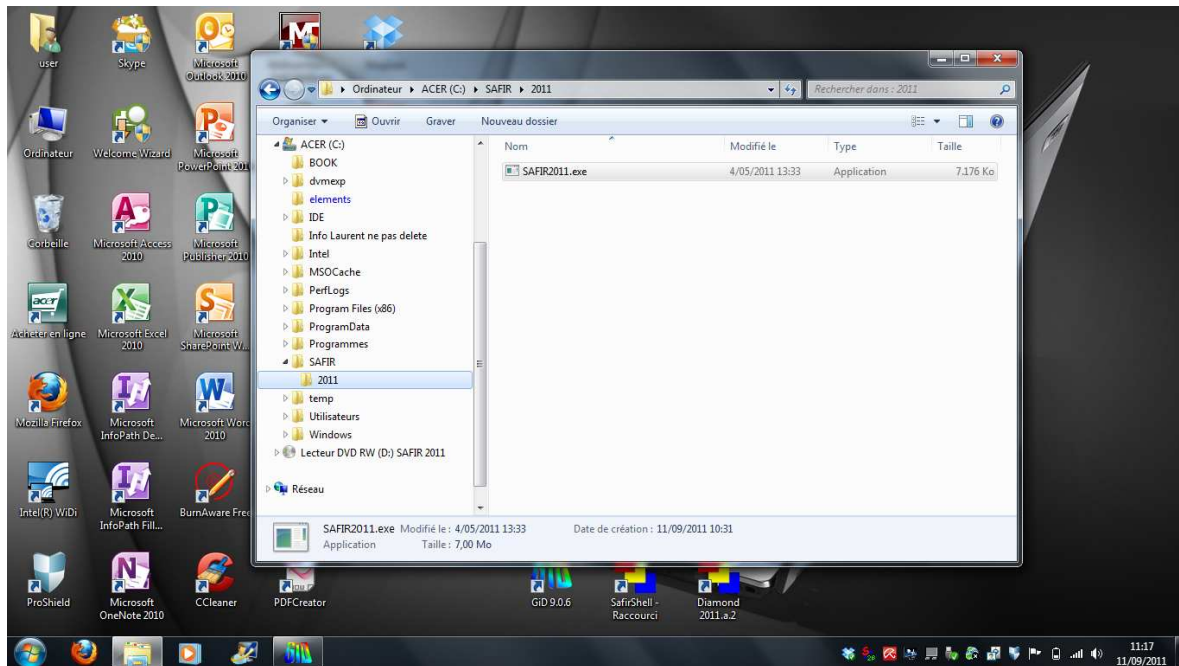 user
Skype
Microsoft
Outlook 2010
Ordinateur ▸ ACER (C:) ▸ SAFIR ▸ 2011
Rechercher dans : 2011
Organiser
Ouvrir
Graver
Nouveau dossier
Ordinateur
Welcome Wizard
Microsoft
PowerPoint 201
Corbeille
Microsoft Access
2010
Microsoft
Publisher 2010
acer
Acheter en ligne
Microsoft Excel
2010
Microsoft
SharePoint W...
Mozilla Firefox
Microsoft
InfoPath De...
Microsoft Word
2010
Intel(R) WiDi
Microsoft
InfoPath Fill...
BurnAware Free
ProShield
Microsoft
OneNote 2010
CCleaner
PDFCreator
GiD 9.0.6
SafirShell -
Raccourci
Diamond
2011.a.2
ACER (C:)
BOOK
dvmexp
elements
IDE
Info Laurent ne pas delete
Intel
MSOCache
PerfLogs
Program Files (x86)
ProgramData
Programmes
SAFIR
2011
temp
Utilisateurs
Windows
Lecteur DVD RW (D:) SAFIR 2011
Réseau
Nom Modifié le Type Taille
SAFIR2011.exe 4/05/2011 13:33 Application 7.176 Ko
SAFIR2011.exe Modifié le : 4/05/2011 13:33 Date de création : 11/09/2011 10:31
Application Taille : 7,00 Mo
11:17
11/09/2011